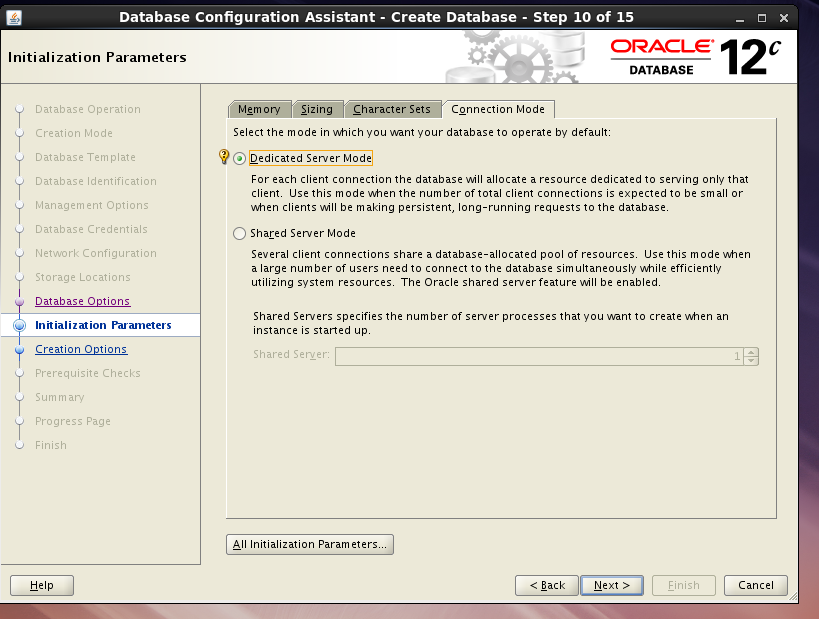 Database Configuration Assistant - Create Database - Step 10 of 15
Initialization Parameters
ORACLE
DATABASE
12c
Database Operation
Creation Mode
Database Template
Database Identification
Management Options
Database Credentials
Network Configuration
Storage Locations
Database Options
Initialization Parameters
Creation Options
Prerequisite Checks
Summary
Progress Page
Finish
Memory Sizing Character Sets Connection Mode
Select the mode in which you want your database to operate by default:
Dedicated Server Mode
For each client connection the database will allocate a resource dedicated to serving only that
client. Use this mode when the number of total client connections is expected to be small or
when clients will be making persistent, long-running requests to the database.
Shared Server Mode
Several client connections share a database-allocated pool of resources. Use this mode when
a large number of users need to connect to the database simultaneously while efficiently
utilizing system resources. The Oracle shared server feature will be enabled.
Shared Servers specifies the number of server processes that you want to create when an
instance is started up.
Shared Server: 1
All Initialization Parameters...
Help < Back Next > Finish Cancel